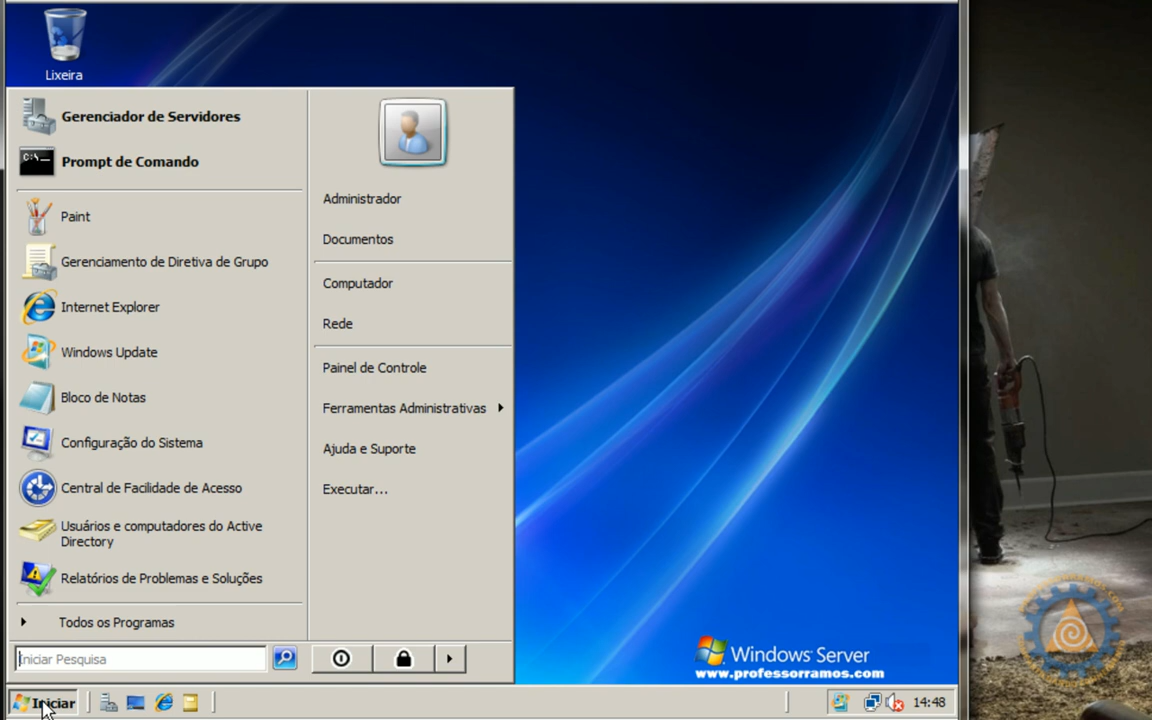 Lixeira
Gerenciador de Servidores
Prompt de Comando
Paint
Gerenciamento de Diretiva de Grupo
Internet Explorer
Windows Update
Bloco de Notas
Configuração do Sistema
Central de Facilidade de Acesso
Usuários e computadores do Active
Directory
Relatórios de Problemas e Soluções
Todos os Programas
Iniciar Pesquisa
Administrador
Documentos
Computador
Rede
Painel de Controle
Ferramentas Administrativas
Ajuda e Suporte
Executar...
Windows Server
www.professorramos.com
Iniciar
14:48